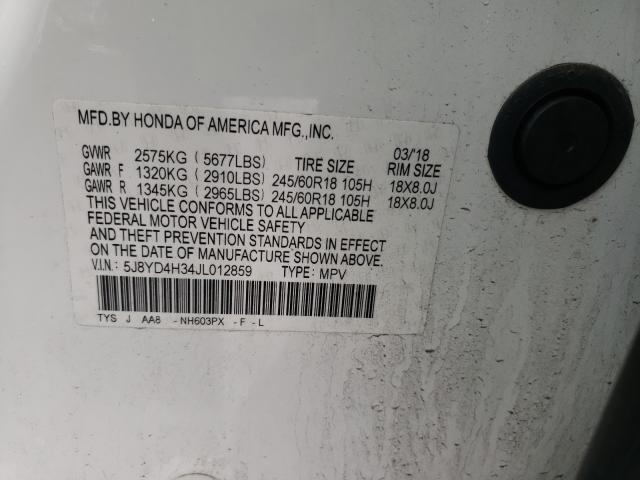 MFD.BY HONDA OF AMERICA MFG.,INC.
03/'18
GVWR 2575KG ( 5677LBS) TIRE SIZE RIM SIZE
GAWR F 1320KG ( 2910LBS) 245/60R18 105H 18X8.0J
GAWR R 1345KG ( 2965LBS) 245/60R18 105H 18X8.0J
THIS VEHICLE CONFORMS TO ALL APPLICABLE
FEDERAL MOTOR VEHICLE SAFETY
AND THEFT PREVENTION STANDARDS IN EFFECT
ON THE DATE OF MANUFACTURE SHOWN ABOVE.
V.I.N.: 5J8YD4H34JL012859 TYPE: MPV
TYS J AA8 -NH603PX -F -L